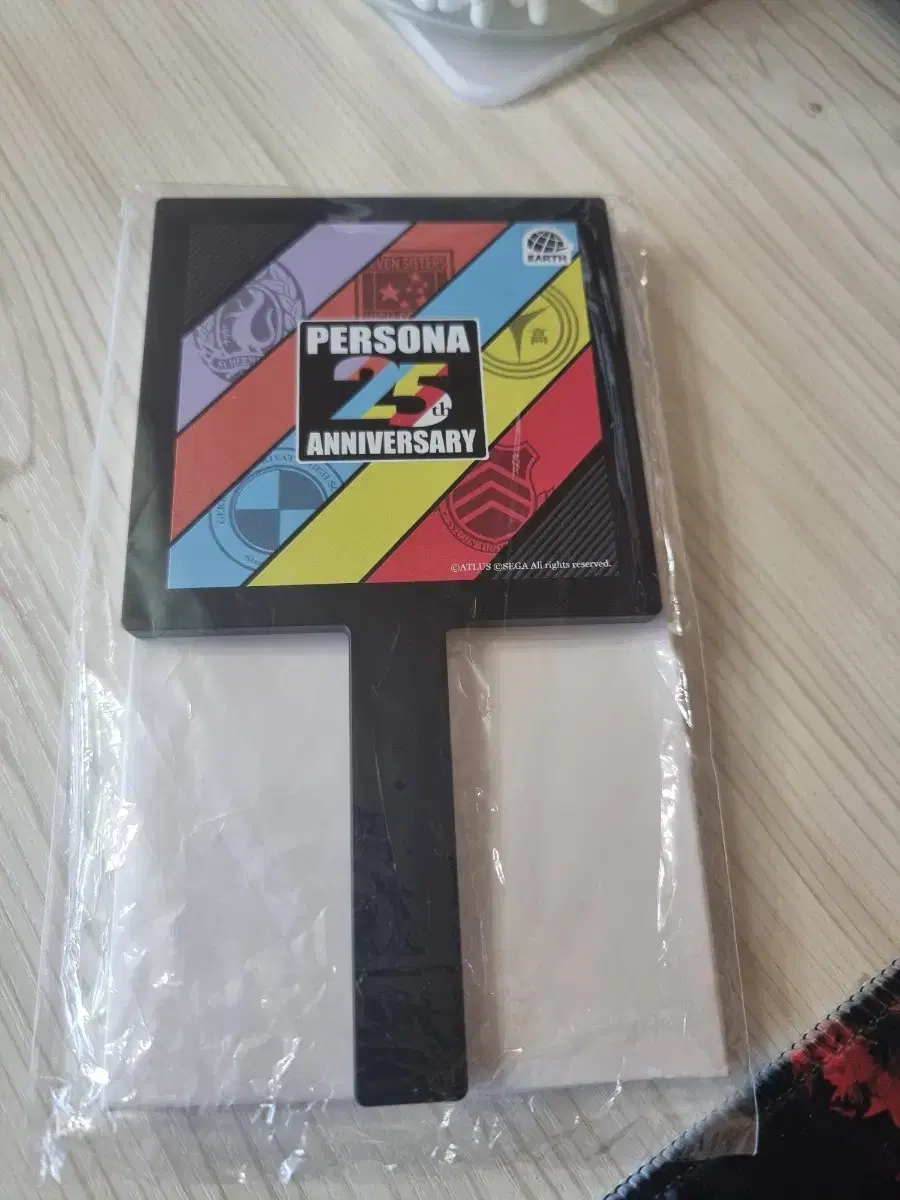 EARTH
PERSONA
25th
ANNIVERSARY
©ATLUS ©SEGA All rights reserved.